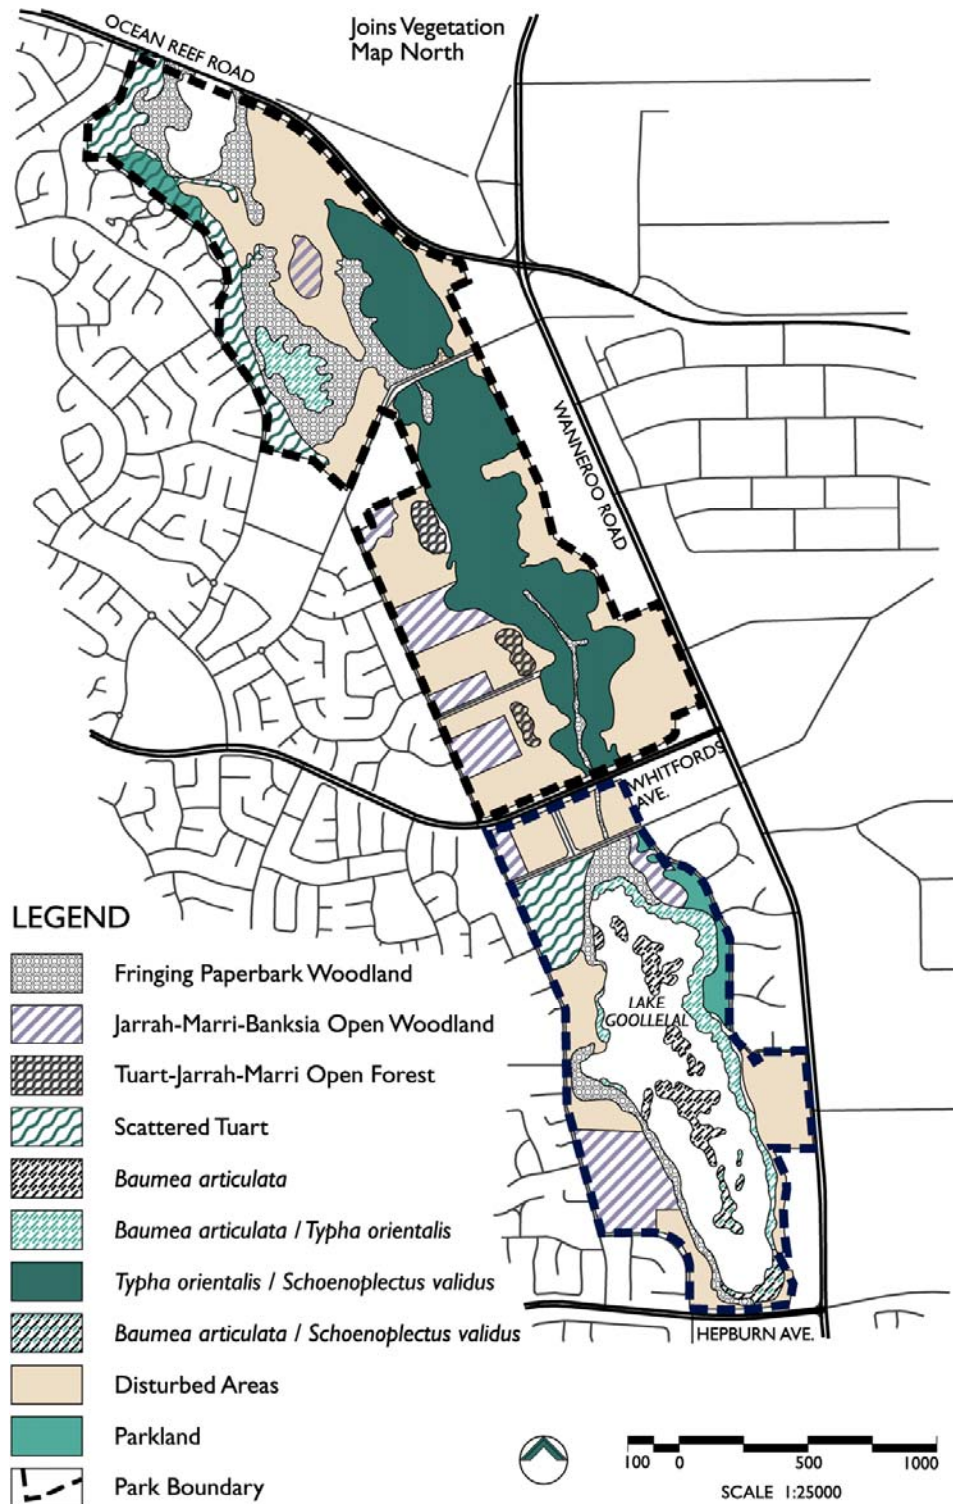 OCEAN REEF ROAD
Joins Vegetation
Map North
WANNEROO ROAD
WHITFORDS
AVE.
LAKE
GOOLLELAL
HEPBURN AVE.
LEGEND
Fringing Paperbark Woodland
Jarrah-Marri-Banksia Open Woodland
Tuart-Jarrah-Marri Open Forest
Scattered Tuart
Baumea articulata
Baumea articulata / Typha orientalis
Typha orientalis / Schoenoplectus validus
Baumea articulata / Schoenoplectus validus
Disturbed Areas
Parkland
Park Boundary
100 0 500 1000
SCALE 1:25000